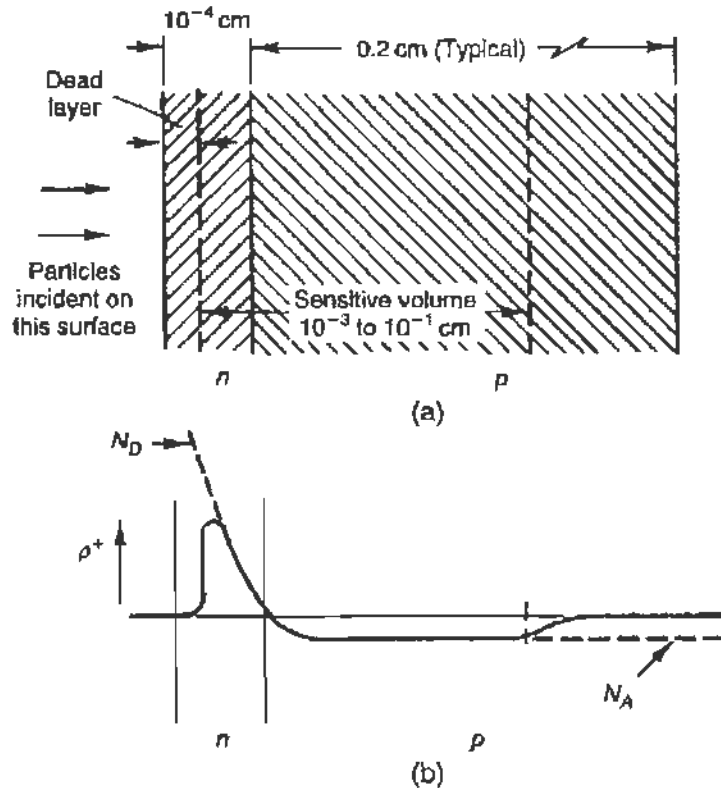 10⁻⁴ cm
0.2 cm (Typical)
Dead
layer
Particles
incident on
this surface
Sensitive volume
10⁻³ to 10⁻¹ cm
n
p
(a)
N_D
ρ⁺
N_A
n
p
(b)